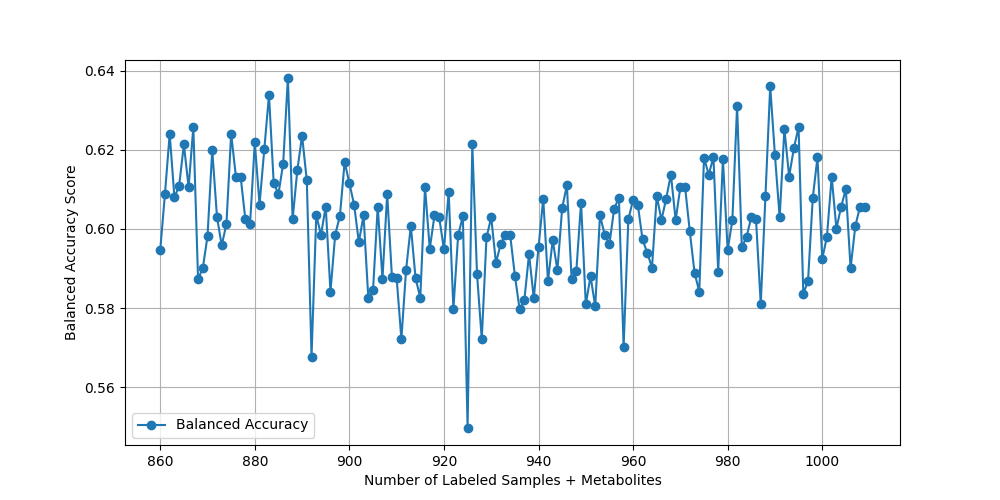 0.64
0.62
0.60
0.58
0.56
Balanced Accuracy Score
Balanced Accuracy
860 880 900 920 940 960 980 1000
Number of Labeled Samples + Metabolites